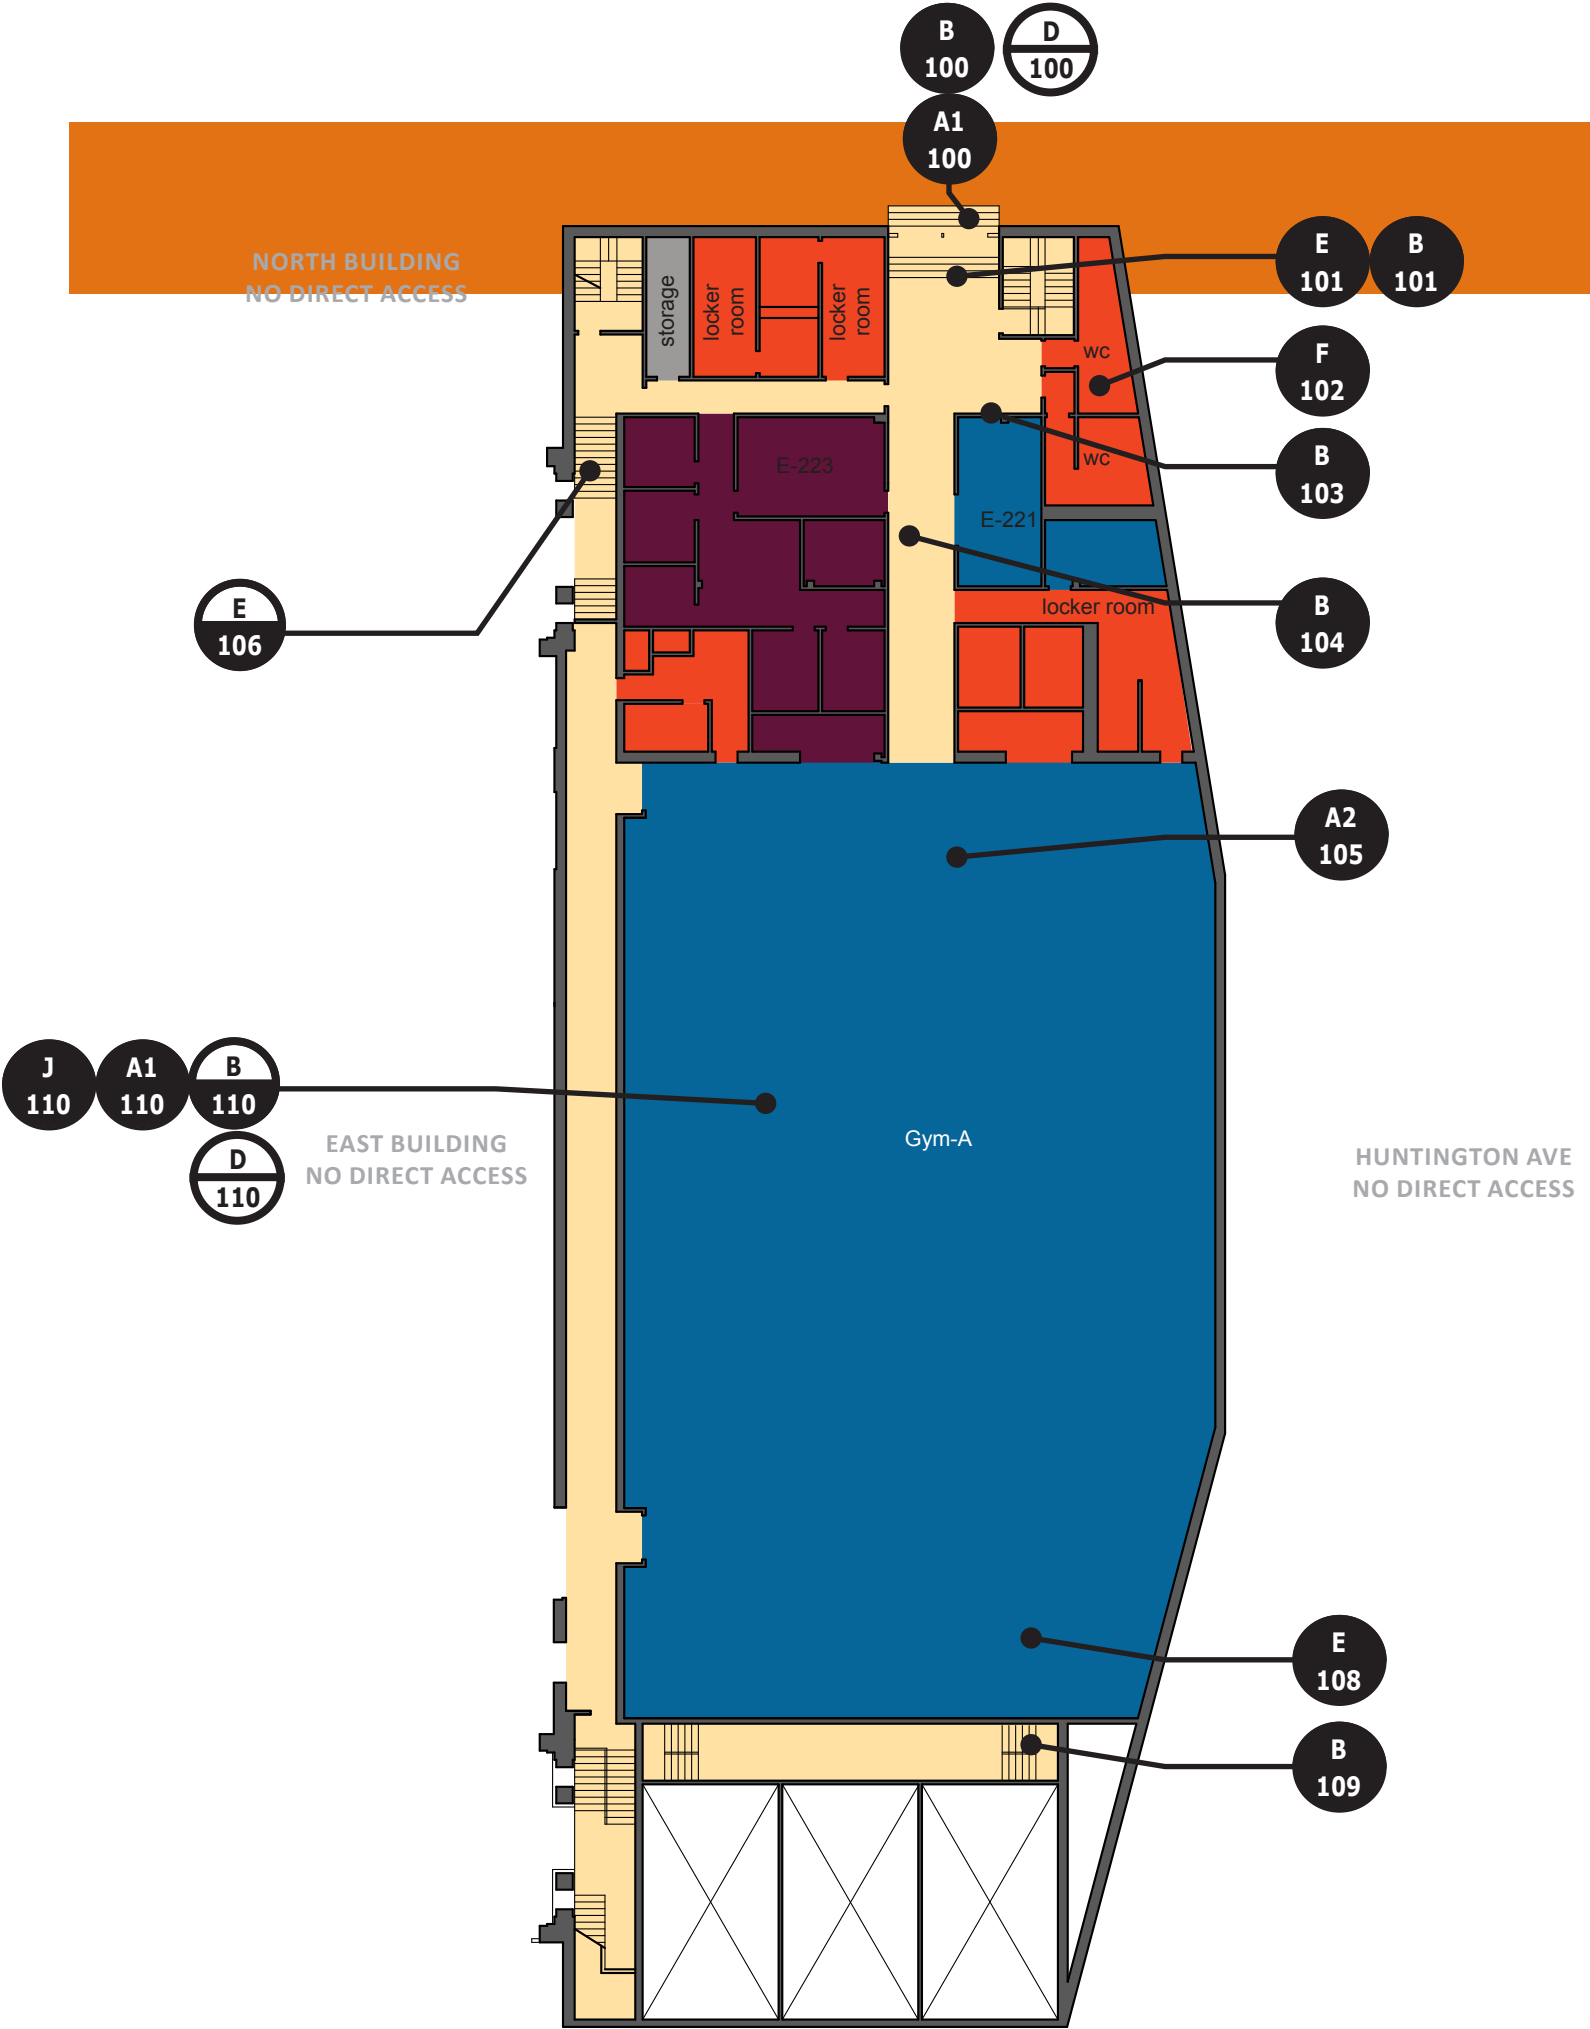 B
100
D
100
A1
100
NORTH BUILDING
NO DIRECT ACCESS
E
101
B
101
storage
locker
room
locker
room
wc
F
102
wc
B
103
E-223
E-221
E
106
locker room
B
104
A2
105
J
110
A1
110
B
110
D
110
EAST BUILDING
NO DIRECT ACCESS
Gym-A
HUNTINGTON AVE
NO DIRECT ACCESS
E
108
B
109